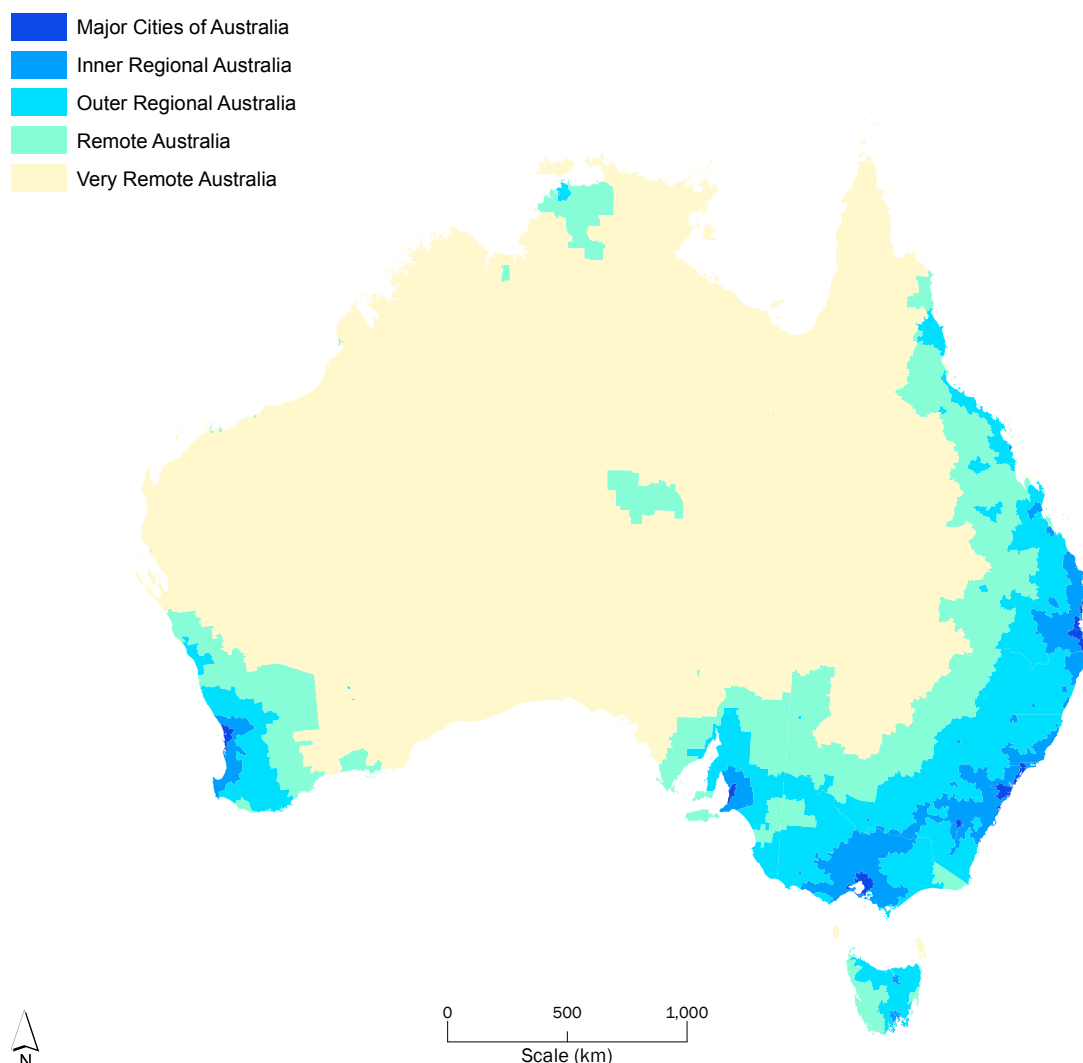 Major Cities of Australia
Inner Regional Australia
Outer Regional Australia
Remote Australia
Very Remote Australia
0 500 1,000
Scale (km)
N